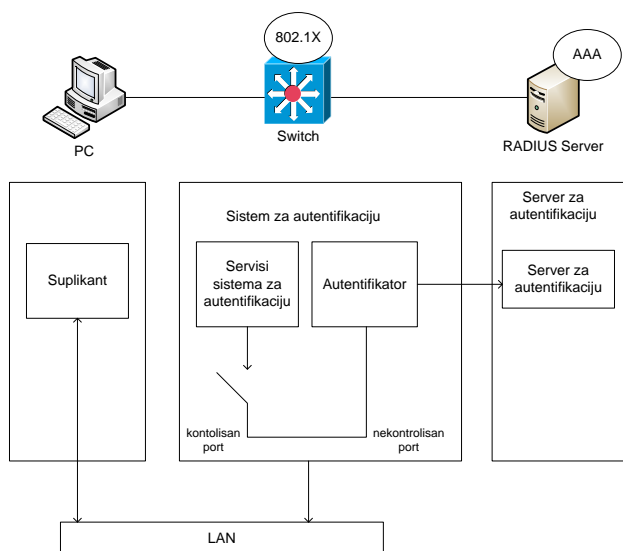 802.1X
AAA
PC
Switch
RADIUS Server
Sistem za autentifikaciju
Server za
autentifikaciju
Suplikant
Servisi
sistema za
autentifikaciju
Autentifikator
Server za
autentifikaciju
kontolisan
port
nekontrolisan
port
LAN